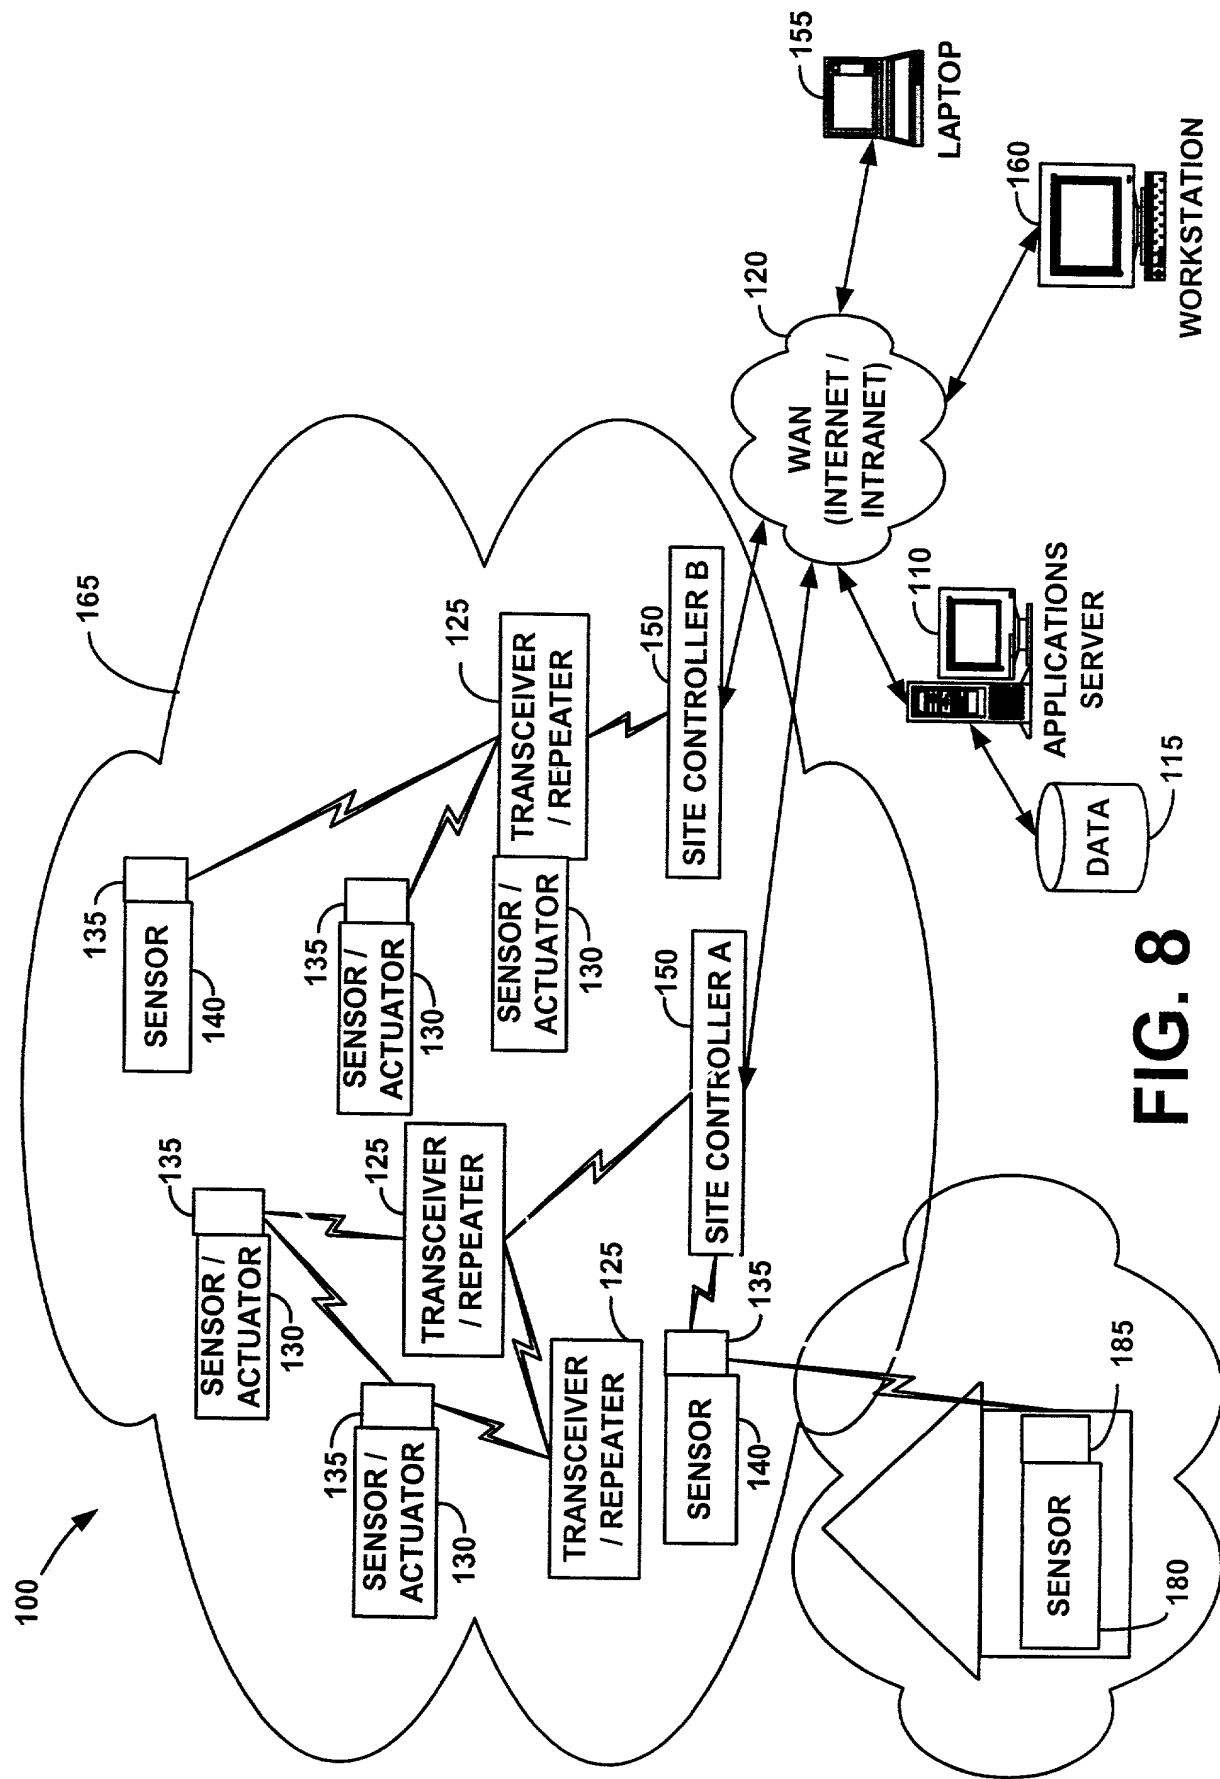 100
165
135
SENSOR /
ACTUATOR
130
135
SENSOR
140
135
SENSOR /
ACTUATOR
130
135
SENSOR /
ACTUATOR
130
125
TRANSCEIVER
/ REPEATER
125
TRANSCEIVER
/ REPEATER
SENSOR /
ACTUATOR
130
125
TRANSCEIVER
/ REPEATER
SENSOR
140
135
150
SITE CONTROLLER A
150
SITE CONTROLLER B
120
WAN
(INTERNET /
INTRANET)
155
LAPTOP
160
WORKSTATION
110
APPLICATIONS
SERVER
DATA
115
SENSOR
180
185
FIG. 8